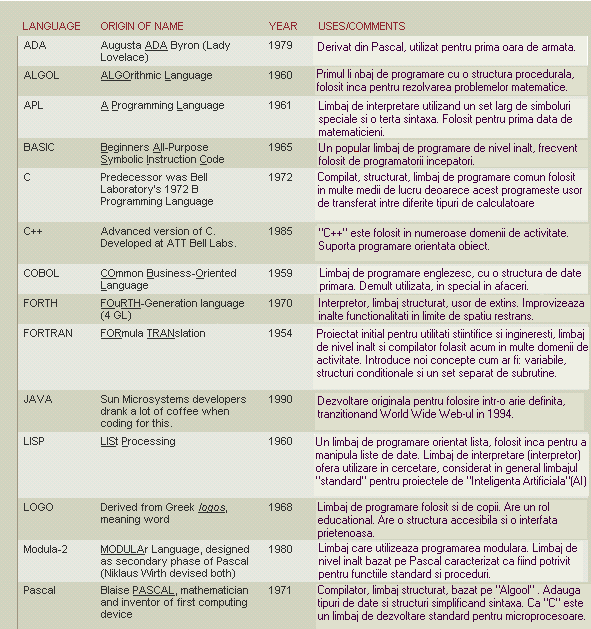 LANGUAGE ORIGIN OF NAME YEAR USES/COMMENTS
ADA Augusta ADA Byron (Lady 1979 Derivat din Pascal, utilizat pentru prima oara de armata.
Lovelace)
ALGOL ALGOrithmic Language 1960 Primul li nbaj de programare cu o structura procedurala,
folosit inca pentru rezolvarea problemelor matematice.
APL A Programming Language 1961 Limbaj de interpretare utilizand un set larg de simboluri
speciale si o terta sintaxa. Folosit pentru prima data de
matematicieni.
BASIC Beginners All-Purpose 1965 Un popular limbaj de programare de nivel inalt, frecvent
Symbolic Instruction Code folosit de programatorii incepatori.
C Predecessor was Bell 1972 Compilat, structurat, limbaj de programare comun folosit
Laboratory's 1972 B in multe medii de lucru deoarece acest programeste usor
Programming Language de transferat intre diferite tipuri de calculatoare
C++ Advanced version of C. 1985 "C++" este folosit in numeroase domenii de activitate.
Developed at ATT Bell Labs. Suporta programare orientata obiect.
COBOL COmmon Business-Oriented 1959 Limbaj de programare englezesc, cu o structura de date
Language primara. Demult utilizata, in special in afaceri.
FORTH FOuRTH-Generation language 1970 Interpretor, limbaj structurat, usor de extins. Improvizeaza
(4 GL) inalte functionalitati in limite de spatiu restrans.
FORTRAN FORmula TRANslation 1954 Proiectat initial pentru utilitati stiintifice si ingineresti, limbaj
de nivel inalt si compilator folasit acum in multe domenii de
activitate. Introduce noi concepte cum ar fi: variabile,
structuri conditionale si un set separat de subrutine.
JAVA Sun Microsystems developers 1990 Dezvoltare originala pentru folosire intr-o arie definita,
drank a lot of coffee when tranzitionand World Wide Web-ul in 1994.
coding for this.
LISP LISt Processing 1960 Un limbaj de programare orientat lista, folosit inca pentru a
manipula liste de date. Limbaj de interpretare (interpretor)
ofera utilizare in cercetare, considerat in general limbajul
"standard" pentru proiectele de "Inteligenta Artificiala"(AI)
LOGO Derived from Greek logos, 1968 Limbaj de programare folosit si de copii. Are un rol
meaning word educational. Are o structura accesibila si o interfata
prietenoasa.
Modula-2 MODULAr Language, designed 1980 Limbaj care utilizeaza programarea modulara. Limbaj de
as secondary phase of Pascal nivel inalt bazat pe Pascal caracterizat ca fiind potrivit
(Niklaus Wirth devised both) pentru functiile standard si proceduri.
Pascal Blaise PASCAL, mathematician 1971 Compilator, limbaj structurat, bazat pe "Algool" . Adauga
and inventor of first computing tipuri de date si structuri simplificand sintaxa. Ca "C" este
device un limbaj de dezvoltare standard pentru microprocesoare.